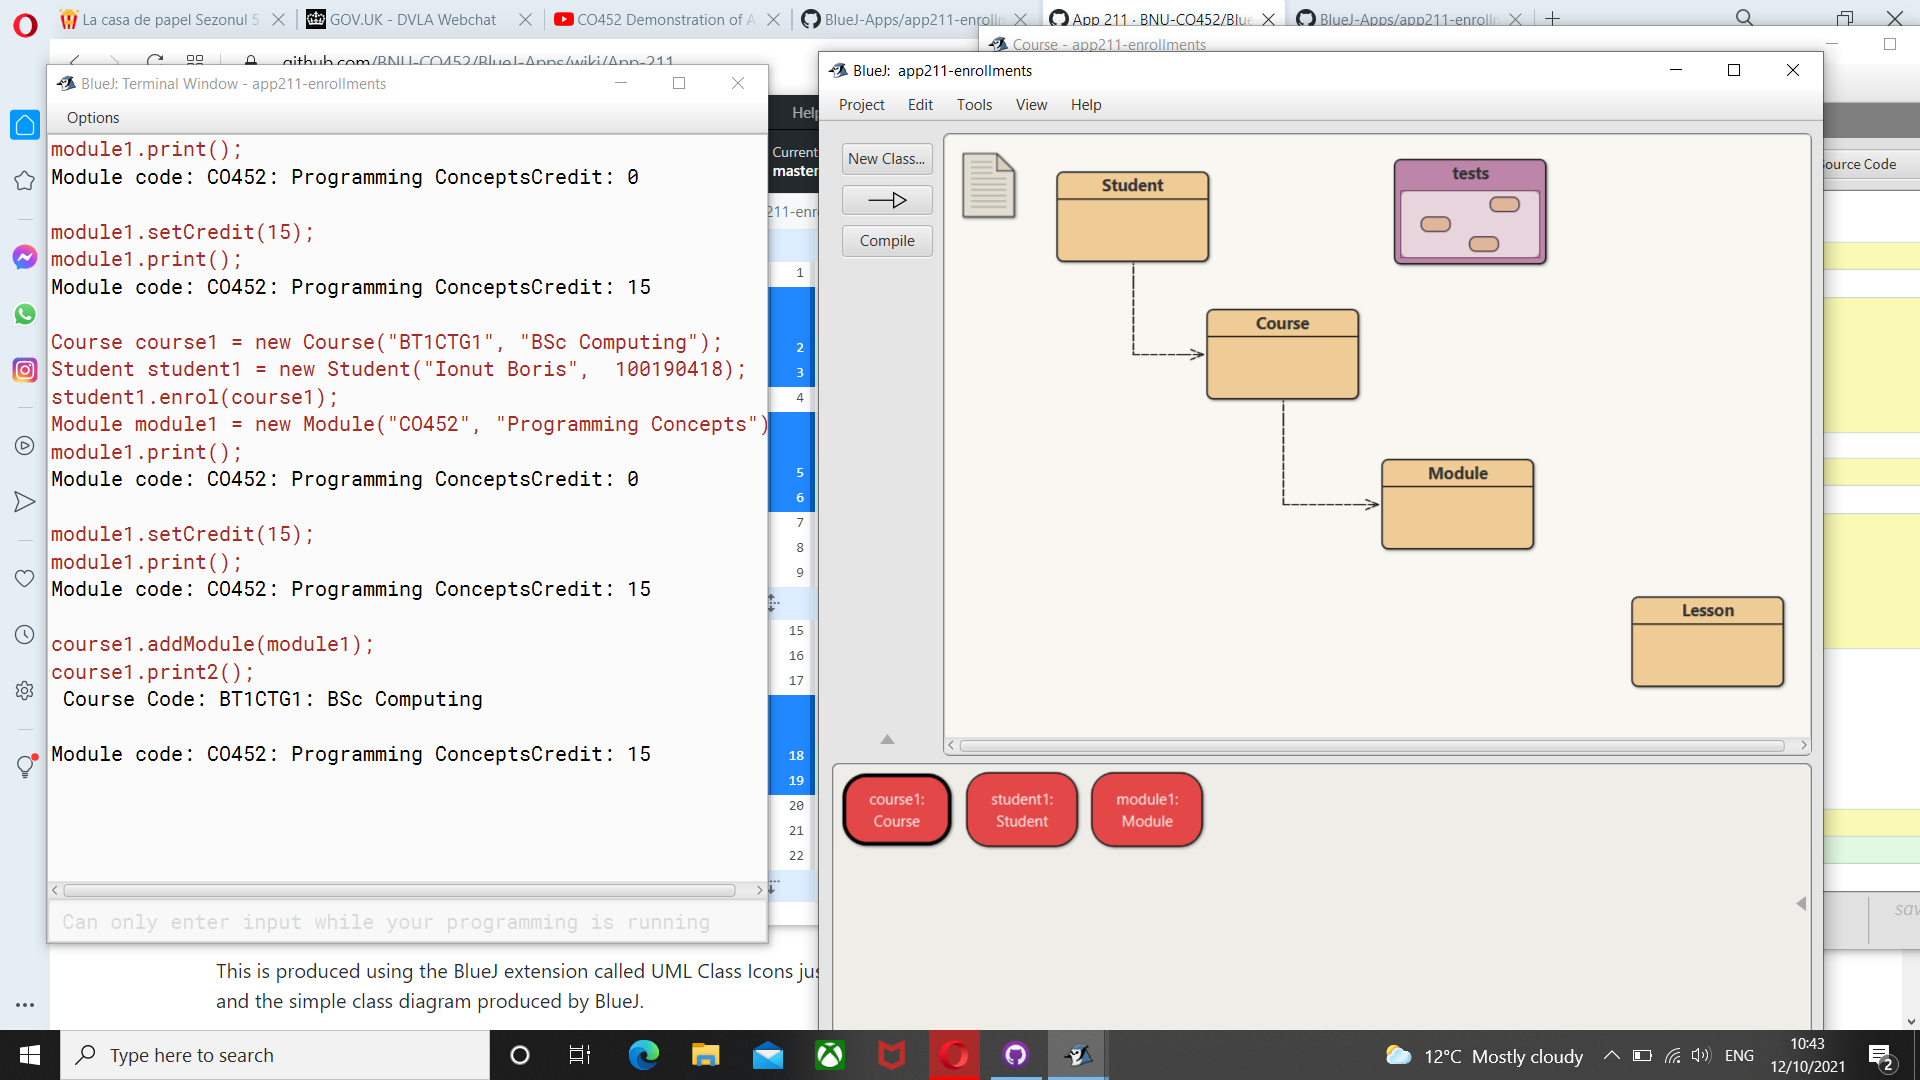 La casa de papel Sezonul 5
GOV.UK - DVLA Webchat
CO452 Demonstration of A
BlueJ-Apps/app211-enrollm
App 211 · BNU-CO452/Blue
BlueJ-Apps/app211-enrollm
github.com/BNU-CO452/BlueJ-Apps/wiki/App-211
Course - app211-enrollments
BlueJ: Terminal Window - app211-enrollments
Options
module1.print();
Module code: CO452: Programming ConceptsCredit: 0
module1.setCredit(15);
module1.print();
Module code: CO452: Programming ConceptsCredit: 15
Course course1 = new Course("BT1CTG1", "BSc Computing");
Student student1 = new Student("Ionut Boris",  100190418);
student1.enrol(course1);
Module module1 = new Module("CO452", "Programming Concepts")
module1.print();
Module code: CO452: Programming ConceptsCredit: 0
module1.setCredit(15);
module1.print();
Module code: CO452: Programming ConceptsCredit: 15
course1.addModule(module1);
course1.print2();
Course Code: BT1CTG1: BSc Computing
Module code: CO452: Programming ConceptsCredit: 15
Can only enter input while your programming is running
Help
Current
master
211-enr
1
2
3
4
5
6
7
8
9
15
16
17
18
19
20
21
22
BlueJ:  app211-enrollments
Project Edit Tools View Help
New Class...
Compile
Student
tests
Course
Module
Lesson
course1:
Course
student1:
Student
module1:
Module
Source Code
sav
This is produced using the BlueJ extension called UML Class Icons jus
and the simple class diagram produced by BlueJ.
Type here to search
12°C Mostly cloudy
ENG
10:43
12/10/2021
2